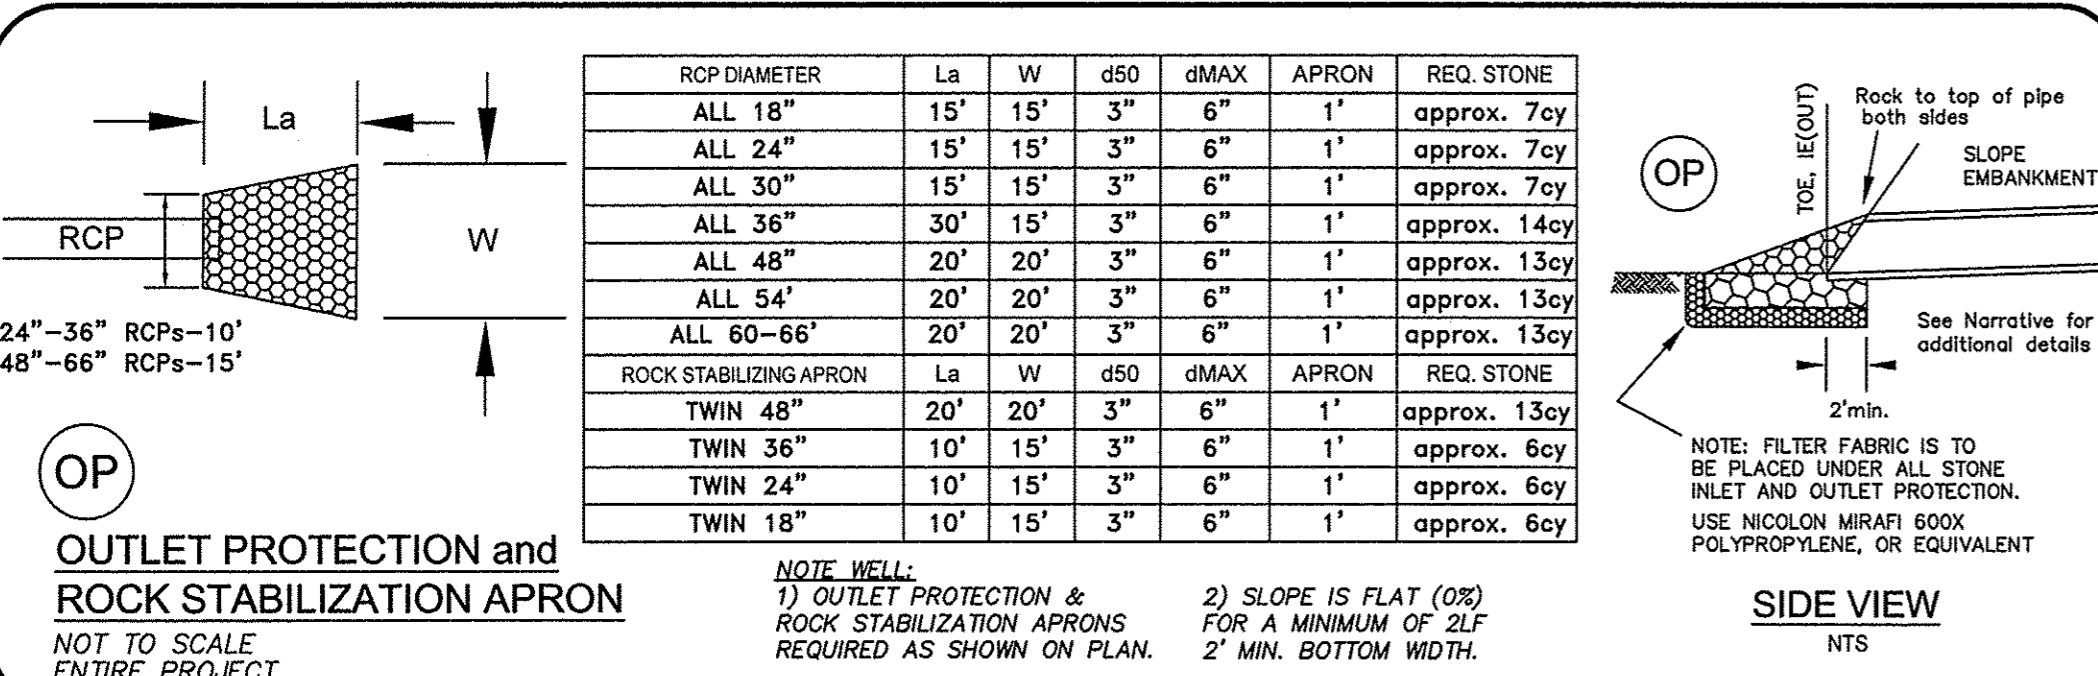 La
RCP
W
24"-36" RCPs-10'
48"-66" RCPs-15'
OP
OUTLET PROTECTION and
ROCK STABILIZATION APRON
NOT TO SCALE
ENTIRE PROJECT
RCP DIAMETER La W d50 dMAX APRON REQ. STONE
ALL 18" 15' 15' 3" 6" 1' approx. 7cy
ALL 24" 15' 15' 3" 6" 1' approx. 7cy
ALL 30" 15' 15' 3" 6" 1' approx. 7cy
ALL 36" 30' 15' 3" 6" 1' approx. 14cy
ALL 48" 20' 20' 3" 6" 1' approx. 13cy
ALL 54' 20' 20' 3" 6" 1' approx. 13cy
ALL 60-66' 20' 20' 3" 6" 1' approx. 13cy
ROCK STABILIZING APRON La W d50 dMAX APRON REQ. STONE
TWIN 48" 20' 20' 3" 6" 1' approx. 13cy
TWIN 36" 10' 15' 3" 6" 1' approx. 6cy
TWIN 24" 10' 15' 3" 6" 1' approx. 6cy
TWIN 18" 10' 15' 3" 6" 1' approx. 6cy
NOTE WELL:
1) OUTLET PROTECTION &
ROCK STABILIZATION APRONS
REQUIRED AS SHOWN ON PLAN.
2) SLOPE IS FLAT (0%)
FOR A MINIMUM OF 2LF
2' MIN. BOTTOM WIDTH.
OP
TOE, IE(OUT)
Rock to top of pipe
both sides
SLOPE
EMBANKMENT
See Narrative for
additional details
2'min.
NOTE: FILTER FABRIC IS TO
BE PLACED UNDER ALL STONE
INLET AND OUTLET PROTECTION.
USE NICOLON MIRAFI 600X
POLYPROPYLENE, OR EQUIVALENT
SIDE VIEW
NTS